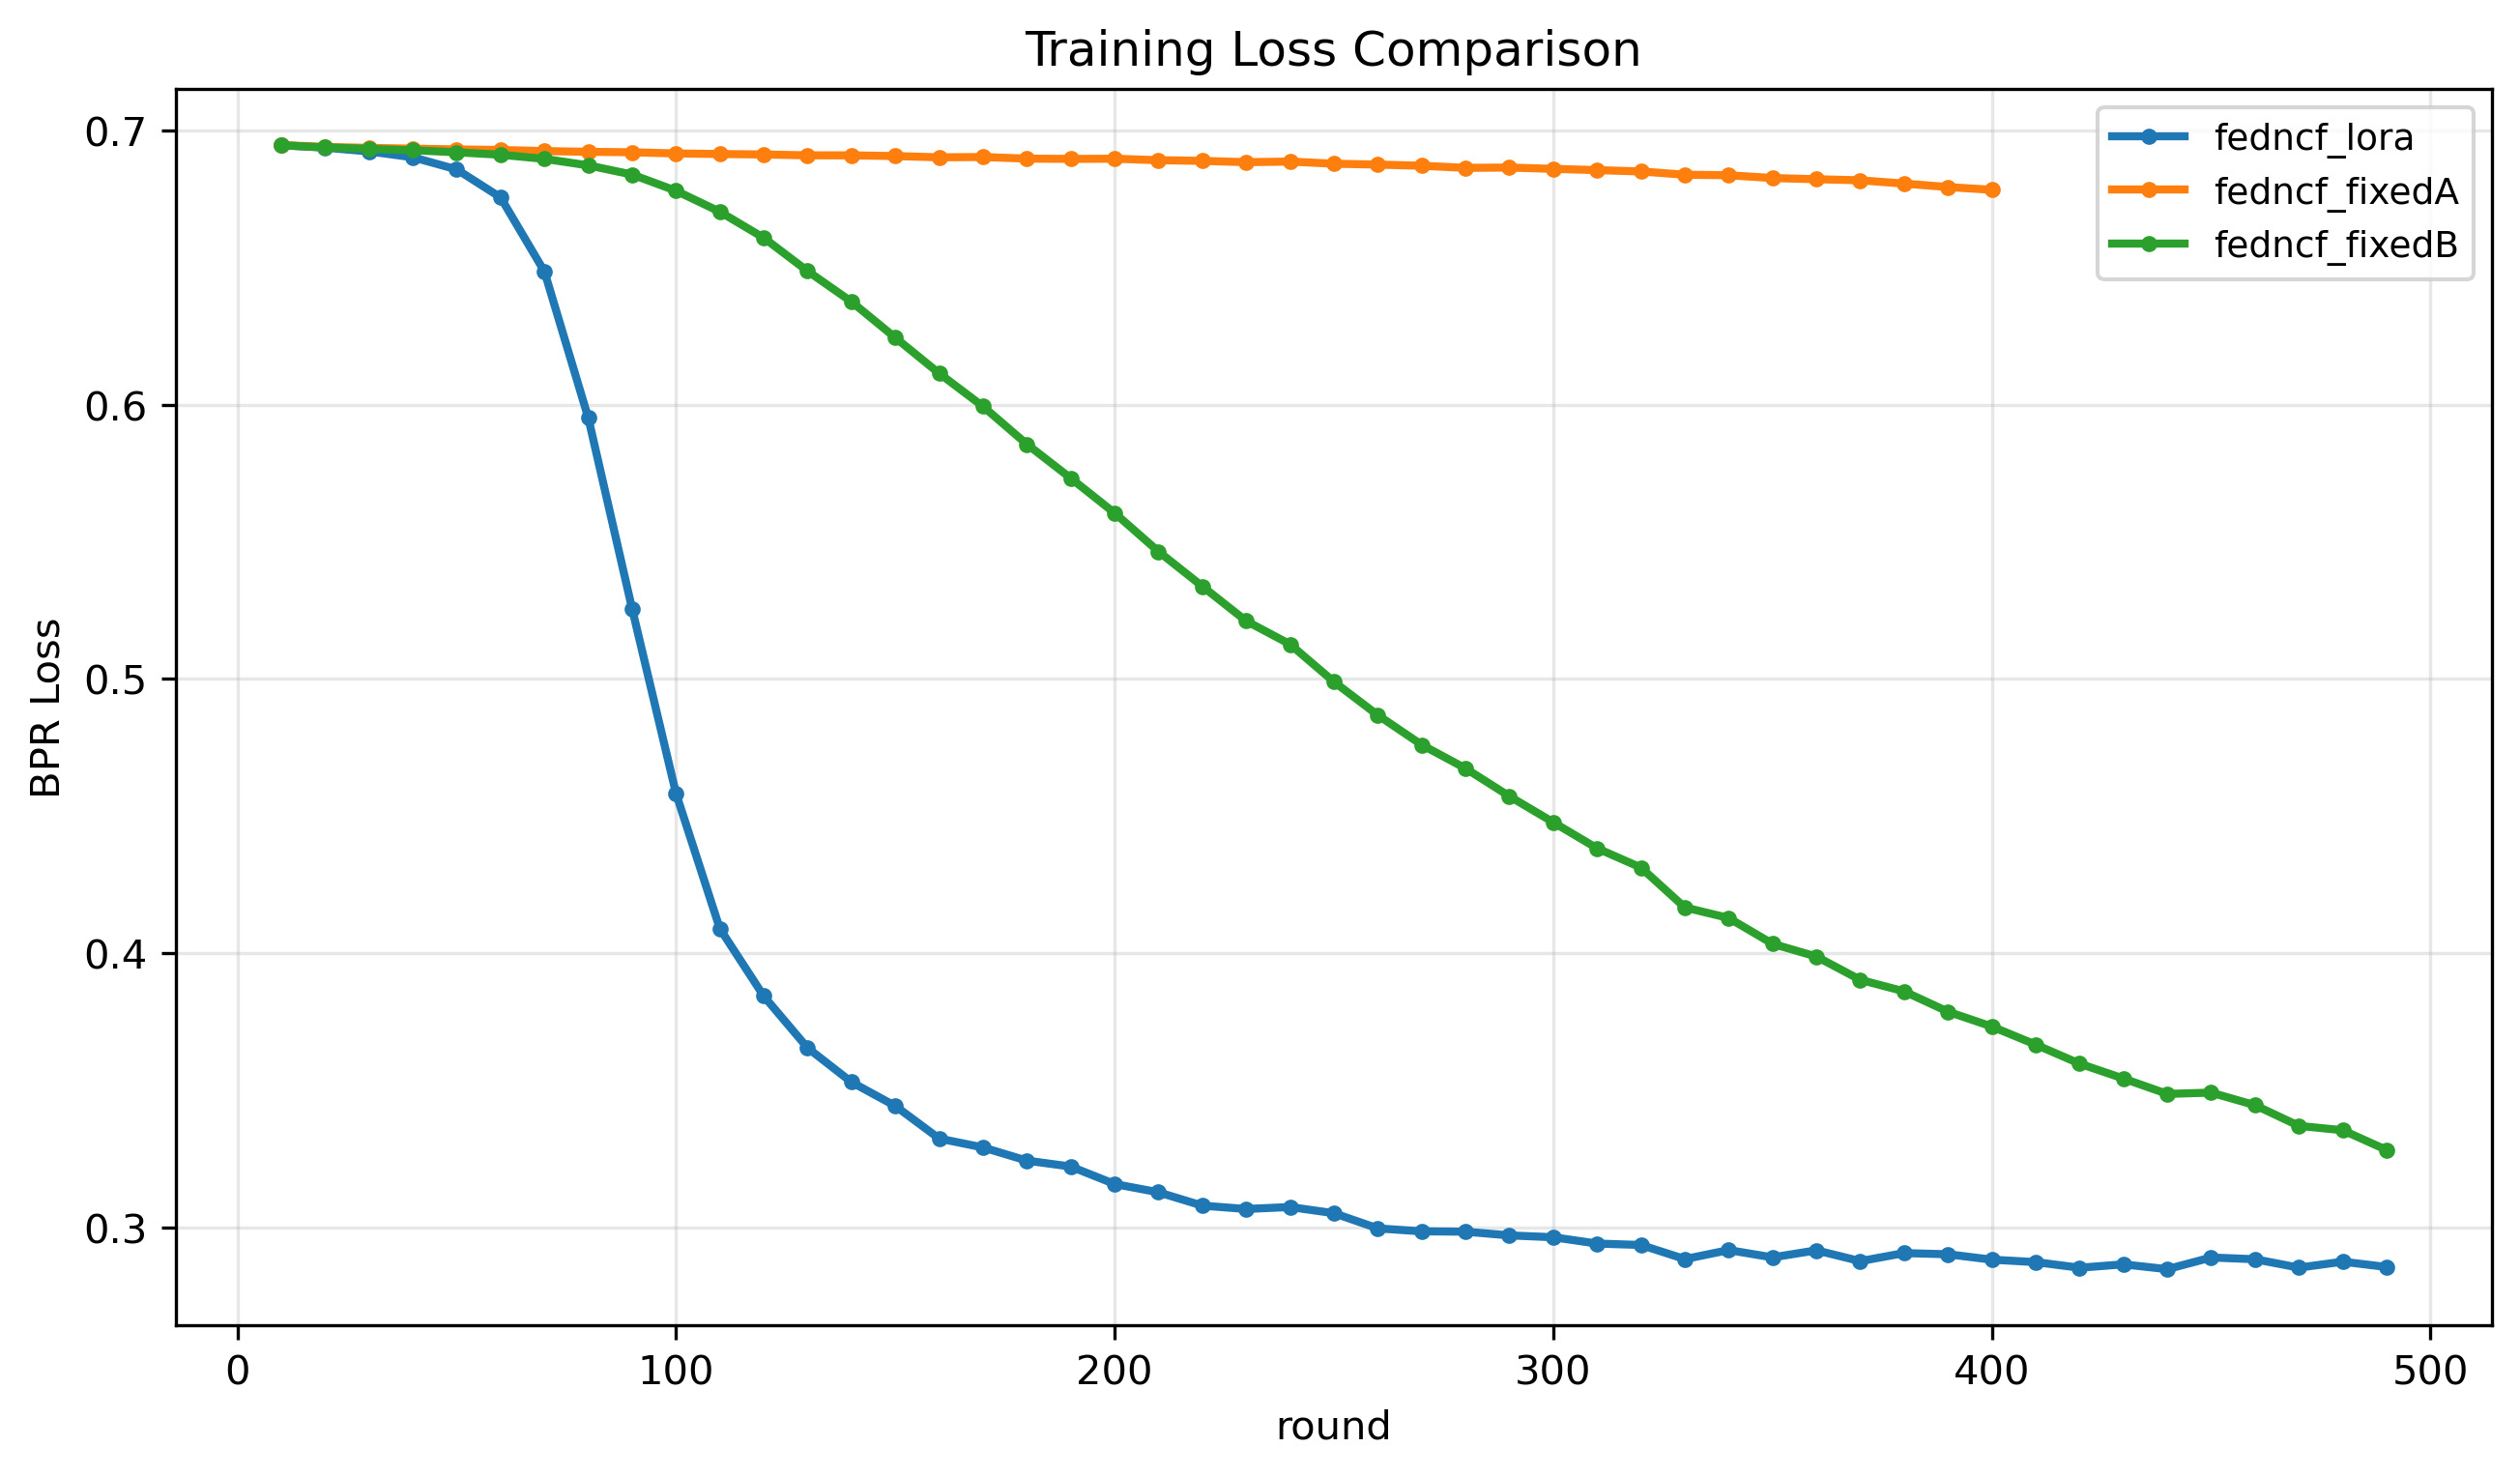 Training Loss Comparison
fedncf_lora
fedncf_fixedA
fedncf_fixedB
BPR Loss
0.7
0.6
0.5
0.4
0.3
0 100 200 300 400 500
round